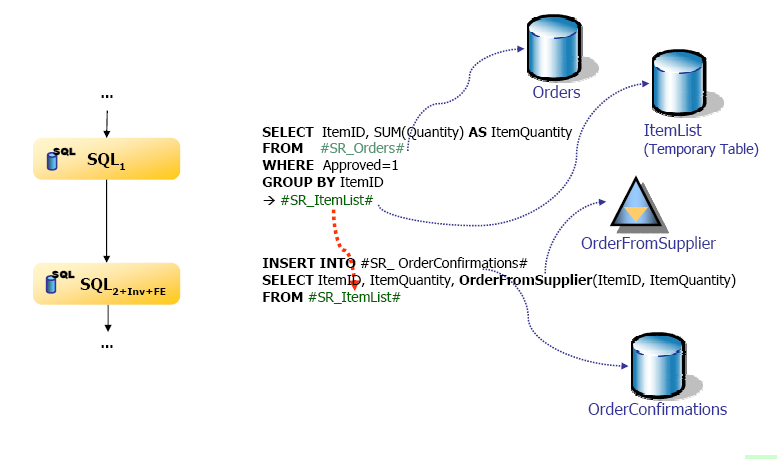 ...
SQL
SQL1
SQL
SQL2+Inv+FE
...
SELECT ItemID, SUM(Quantity) AS ItemQuantity
FROM #SR_Orders#
WHERE Approved=1
GROUP BY ItemID
→ #SR_ItemList#
INSERT INTO #SR_ OrderConfirmations#
SELECT ItemID, ItemQuantity, OrderFromSupplier(ItemID, ItemQuantity)
FROM #SR_ItemList#
Orders
ItemList
(Temporary Table)
OrderFromSupplier
OrderConfirmations